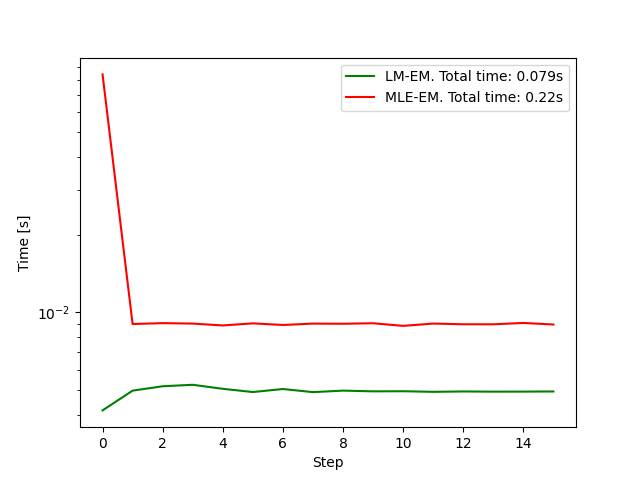 LM-EM. Total time: 0.079s
MLE-EM. Total time: 0.22s
Time [s]
10⁻²
0 2 4 6 8 10 12 14
Step